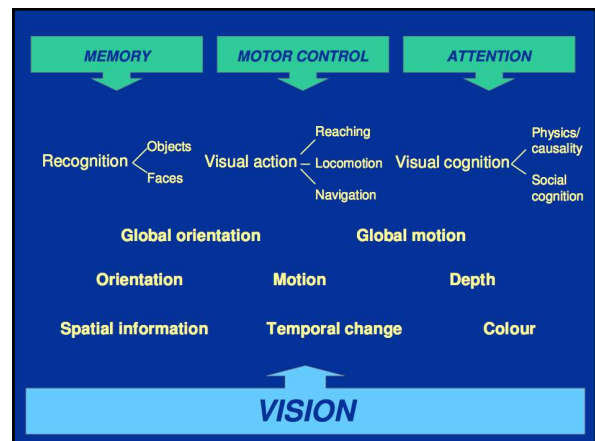 MEMORY
MOTOR CONTROL
ATTENTION
Recognition
Objects
Faces
Visual action
Reaching
Locomotion
Navigation
Visual cognition
Physics/
causality
Social
cognition
Global orientation
Global motion
Orientation
Motion
Depth
Spatial information
Temporal change
Colour
VISION